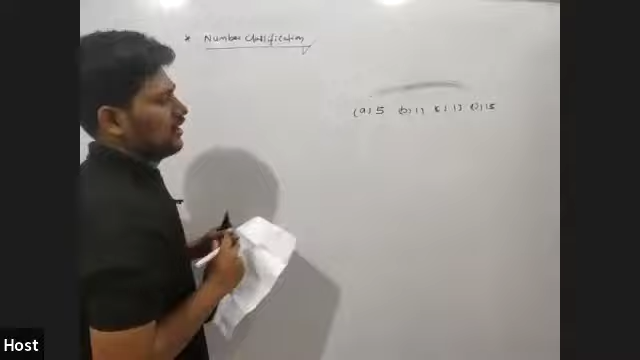 * Number Classification
(a) 5 (b) 11 (c) 13 (d) 15
Host